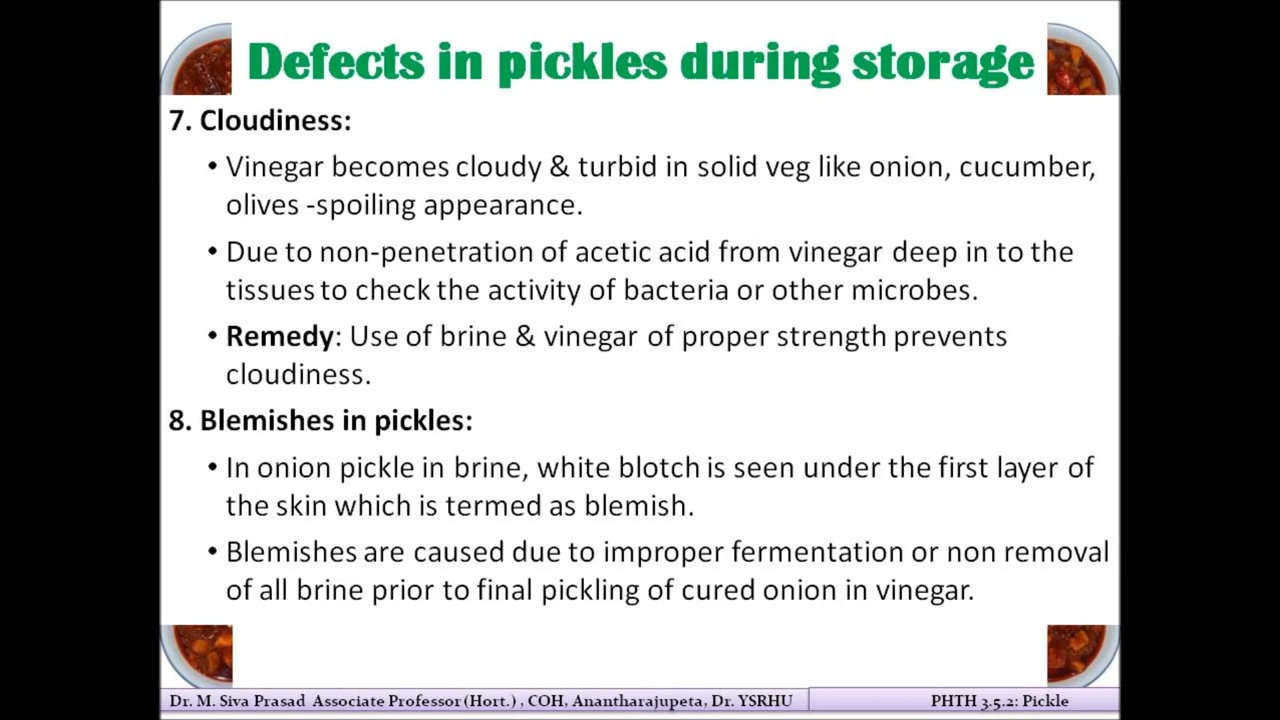 Defects in pickles during storage
7. Cloudiness:
• Vinegar becomes cloudy & turbid in solid veg like onion, cucumber,
olives -spoiling appearance.
• Due to non-penetration of acetic acid from vinegar deep in to the
tissues to check the activity of bacteria or other microbes.
• Remedy: Use of brine & vinegar of proper strength prevents
cloudiness.
8. Blemishes in pickles:
• In onion pickle in brine, white blotch is seen under the first layer of
the skin which is termed as blemish.
• Blemishes are caused due to improper fermentation or non removal
of all brine prior to final pickling of cured onion in vinegar.
Dr. M. Siva Prasad Associate Professor (Hort.) , COH, Anantharajupeta, Dr. YSRHU
PHTH 3.5.2: Pickle